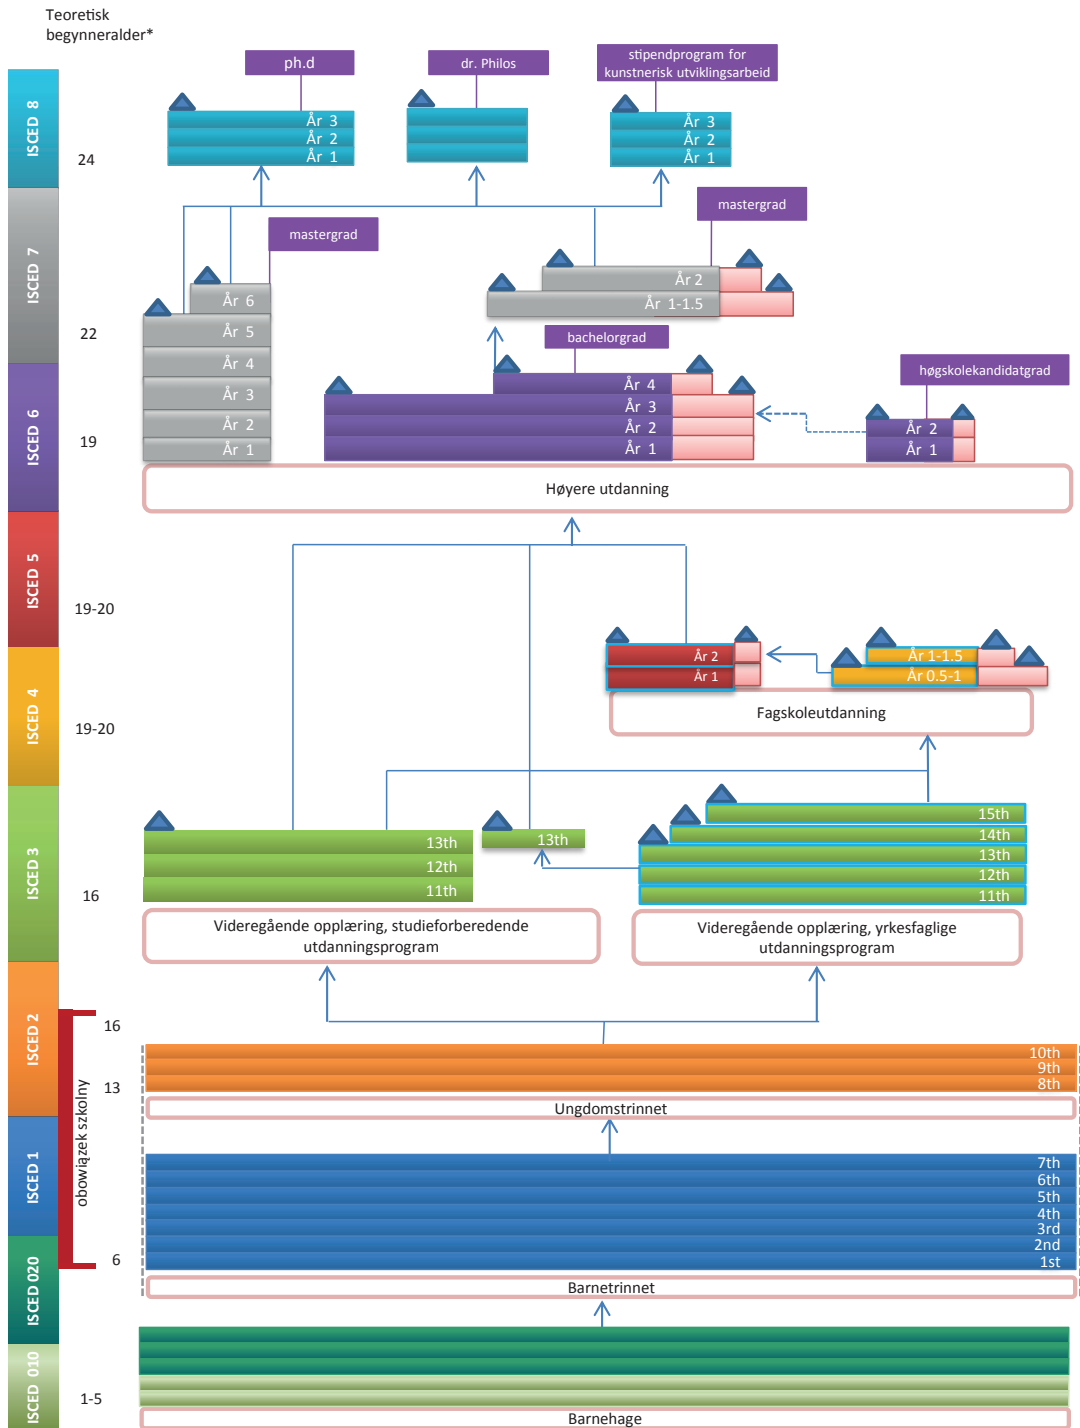 Teoretisk
begynneralder*
ph.d
dr. Philos
stipendprogram for
kunstnerisk utviklingsarbeid
ISCED 8
År 3
År 2
År 1
År 3
År 2
År 1
24
mastergrad
mastergrad
ISCED 7
År 6
År 5
År 4
År 3
År 2
År 1
År 2
År 1-1.5
22
bachelorgrad
høgskolekandidatgrad
ISCED 6
År 4
År 3
År 2
År 1
År 2
År 1
19
Høyere utdanning
ISCED 5
19-20
År 2
År 1
År 1-1.5
År 0.5-1
ISCED 4
Fagskoleutdanning
19-20
ISCED 3
13th
12th
11th
13th
15th
14th
13th
12th
11th
16
Videregående opplæring, studieforberedende
utdanningsprogram
Videregående opplæring, yrkesfaglige
utdanningsprogram
ISCED 2
16
10th
9th
8th
13
Ungdomstrinnet
obowiązek szkolny
ISCED 1
7th
6th
5th
4th
3rd
2nd
1st
6
Barnetrinnet
ISCED 020
ISCED 010
1-5
Barnehage